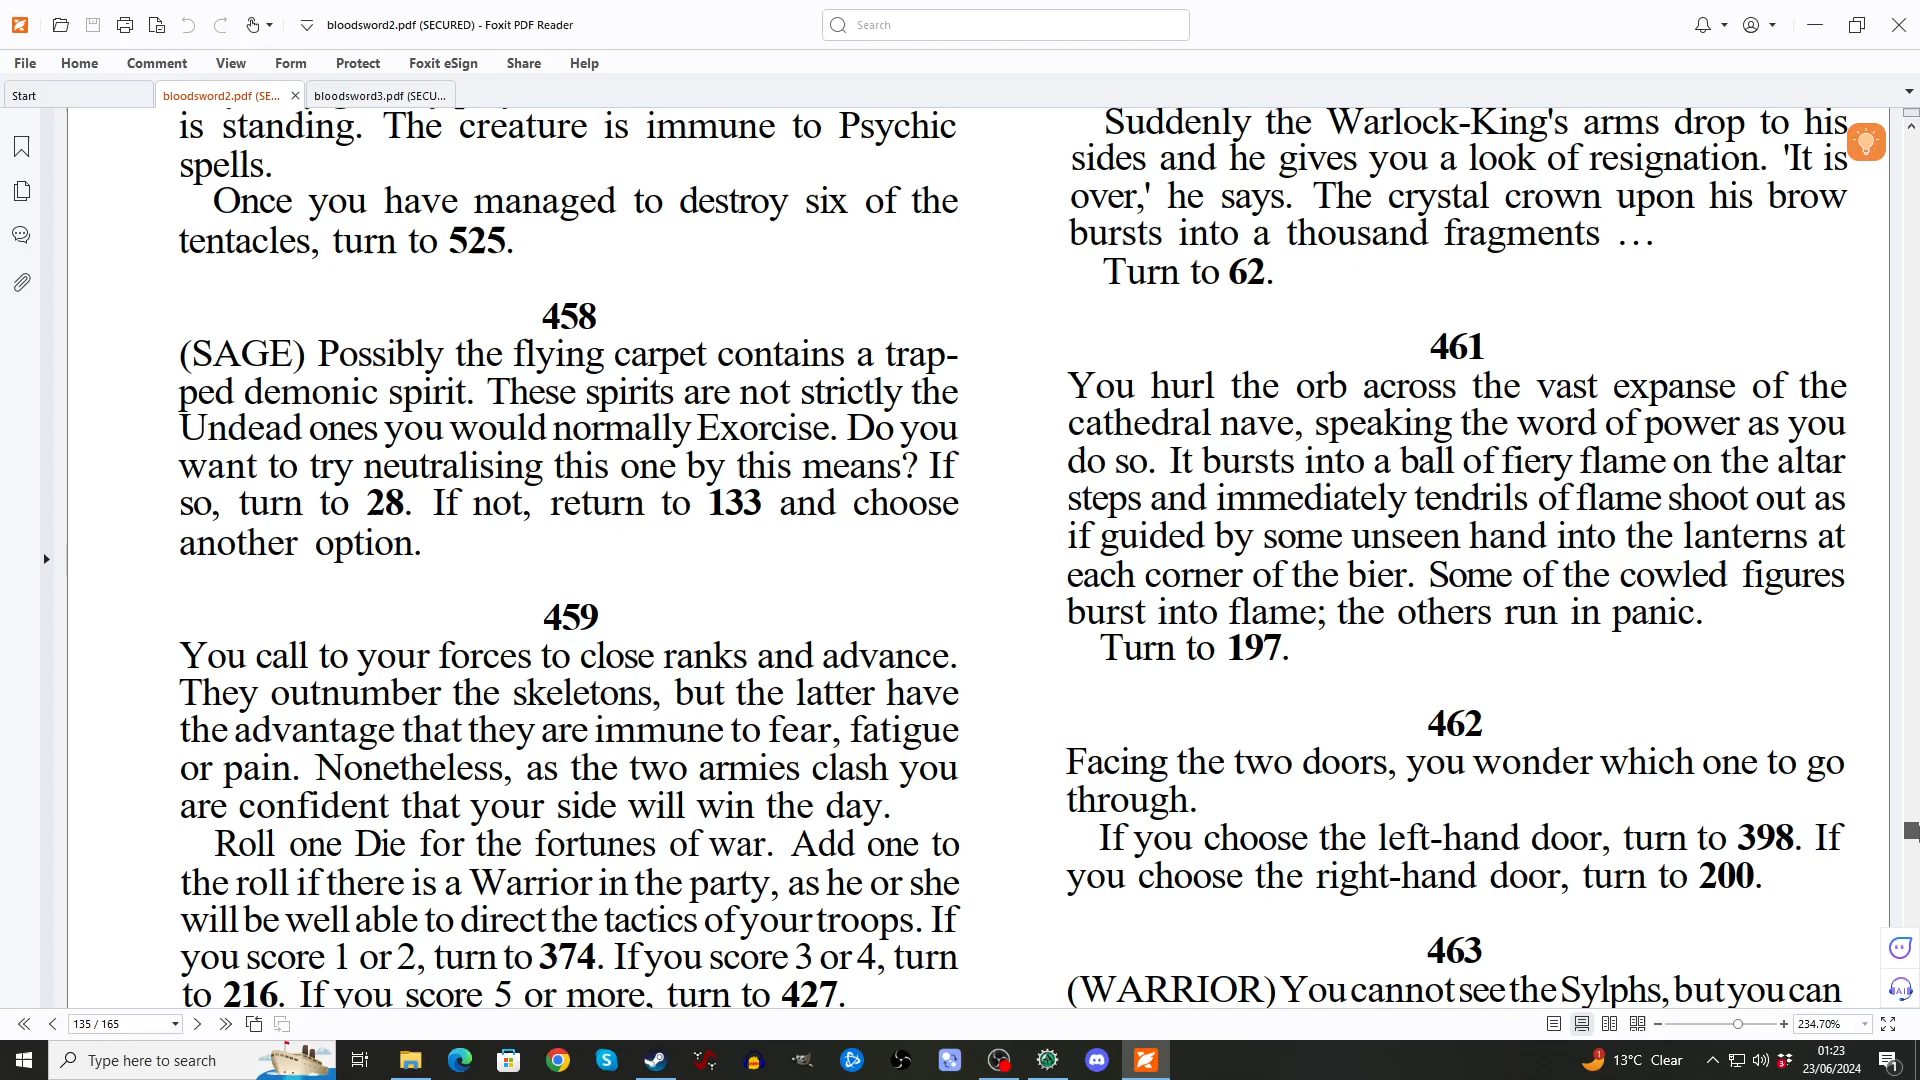 bloodsword2.pdf (SECURED) - Foxit PDF Reader
Search
File Home Comment View Form Protect Foxit eSign Share Help
Start
bloodsword2.pdf (SE...
bloodsword3.pdf (SECU...
is standing. The creature is immune to Psychic
spells.
Once you have managed to destroy six of the
tentacles, turn to 525.
458
(SAGE) Possibly the flying carpet contains a trap-
ped demonic spirit. These spirits are not strictly the
Undead ones you would normally Exorcise. Do you
want to try neutralising this one by this means? If
so, turn to 28. If not, return to 133 and choose
another option.
459
You call to your forces to close ranks and advance.
They outnumber the skeletons, but the latter have
the advantage that they are immune to fear, fatigue
or pain. Nonetheless, as the two armies clash you
are confident that your side will win the day.
Roll one Die for the fortunes of war. Add one to
the roll if there is a Warrior in the party, as he or she
will be well able to direct the tactics of your troops. If
you score 1 or 2, turn to 374. If you score 3 or 4, turn
to 216. If you score 5 or more, turn to 427.
Suddenly the Warlock-King's arms drop to his
sides and he gives you a look of resignation. 'It is
over,' he says. The crystal crown upon his brow
bursts into a thousand fragments …
Turn to 62.
461
You hurl the orb across the vast expanse of the
cathedral nave, speaking the word of power as you
do so. It bursts into a ball of fiery flame on the altar
steps and immediately tendrils of flame shoot out as
if guided by some unseen hand into the lanterns at
each corner of the bier. Some of the cowled figures
burst into flame; the others run in panic.
Turn to 197.
462
Facing the two doors, you wonder which one to go
through.
If you choose the left-hand door, turn to 398. If
you choose the right-hand door, turn to 200.
463
(WARRIOR) You cannot see the Sylphs, but you can
135 / 165
234.70%
Type here to search
13°C Clear
01:23
23/06/2024